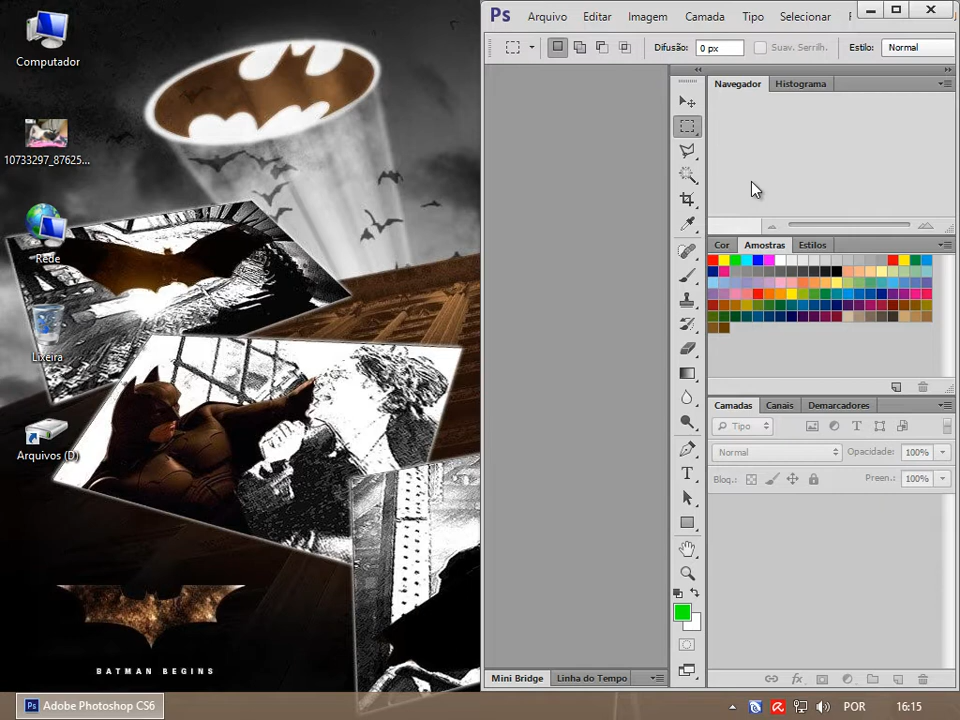 Computador
10733297_87625...
Rede
Lixeira
Arquivos (D)
BATMAN BEGINS
Ps Arquivo Editar Imagem Camada Tipo Selecionar
Difusão: 0 px Suav. Serrilh. Estilo: Normal
Navegador Histograma
Cor Amostras Estilos
Camadas Canais Demarcadores
Tipo
Normal Opacidade: 100%
Bloq.: Preen.: 100%
Mini Bridge Linha do Tempo
Ps Adobe Photoshop CS6
POR 16:15